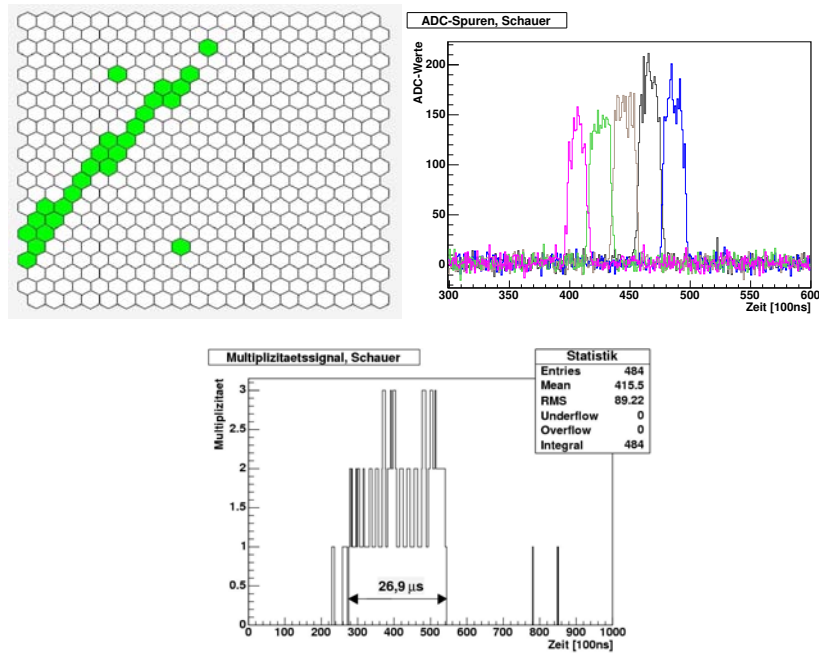 ADC-Spuren, Schauer
ADC-Werte
200
150
100
50
0
300 350 400 450 500 550 600
Zeit [100ns]
Multiplizitaetssignal, Schauer
Statistik
Entries 484
Mean 415.5
RMS 89.22
Underflow 0
Overflow 0
Integral 484
Multiplizitaet
3
2.5
2
1.5
1
0.5
0
26,9 µs
0 100 200 300 400 500 600 700 800 900 1000
Zeit [100ns]